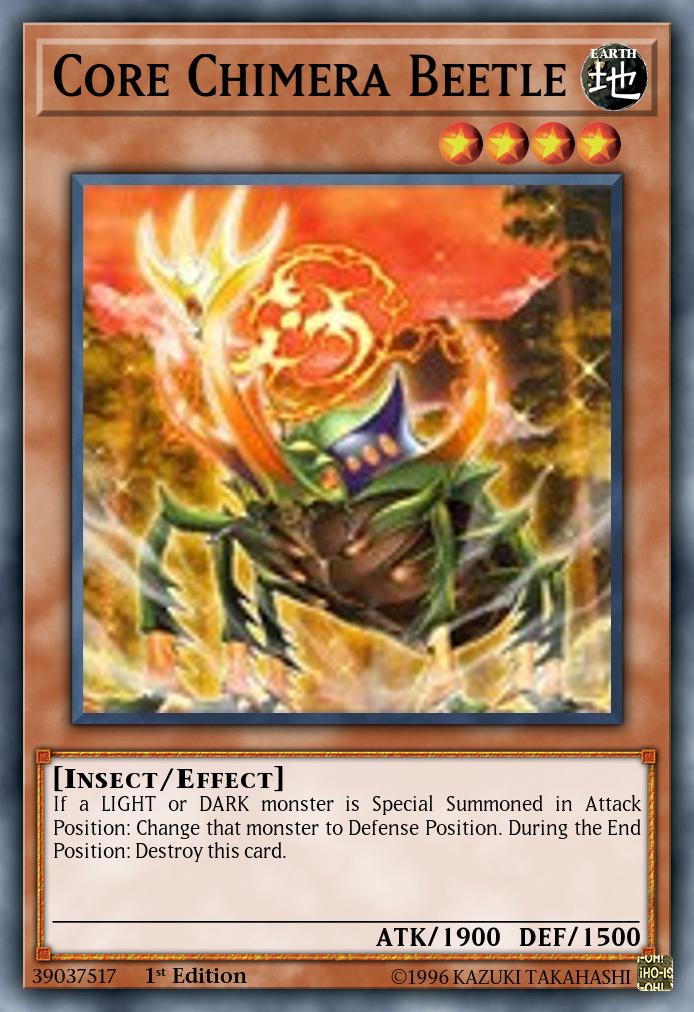 CORE CHIMERA BEETLE
EARTH
地
[INSECT/EFFECT]
If a LIGHT or DARK monster is Special Summoned in Attack
Position: Change that monster to Defense Position. During the End
Position: Destroy this card.
ATK/1900 DEF/1500
39037517 1st Edition ©1996 KAZUKI TAKAHASHI